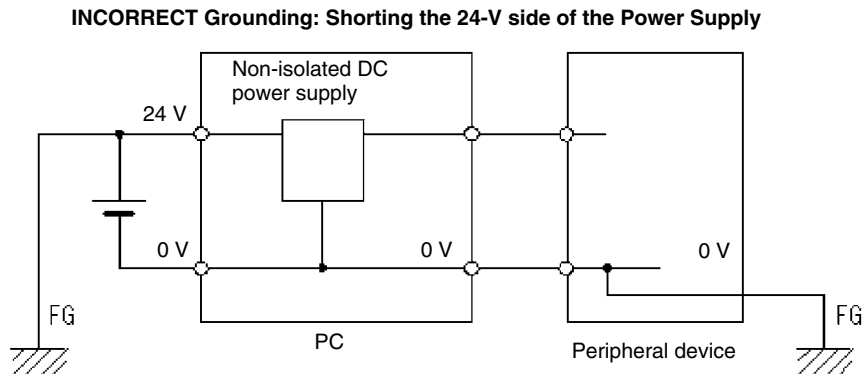 INCORRECT Grounding: Shorting the 24-V side of the Power Supply
Non-isolated DC
power supply
24 V
0 V
0 V
0 V
FG
FG
PC
Peripheral device